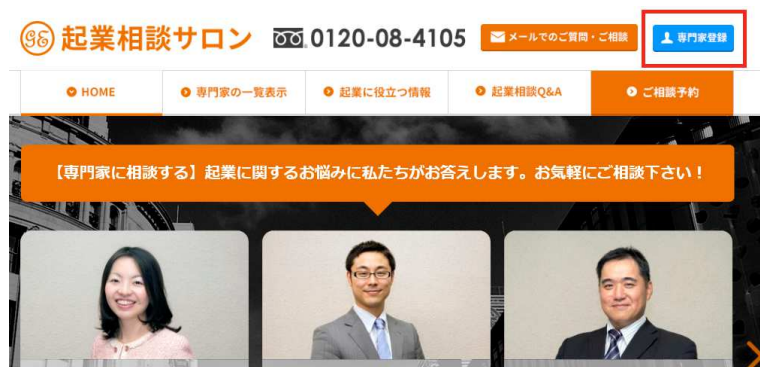 起業相談サロン 0120-08-4105 メールでのご質問・ご相談 専門家登録
HOME 専門家の一覧表示 起業に役立つ情報 起業相談Q&A ご相談予約
【専門家に相談する】起業に関するお悩みに私たちがお答えします。お気軽にご相談下さい！